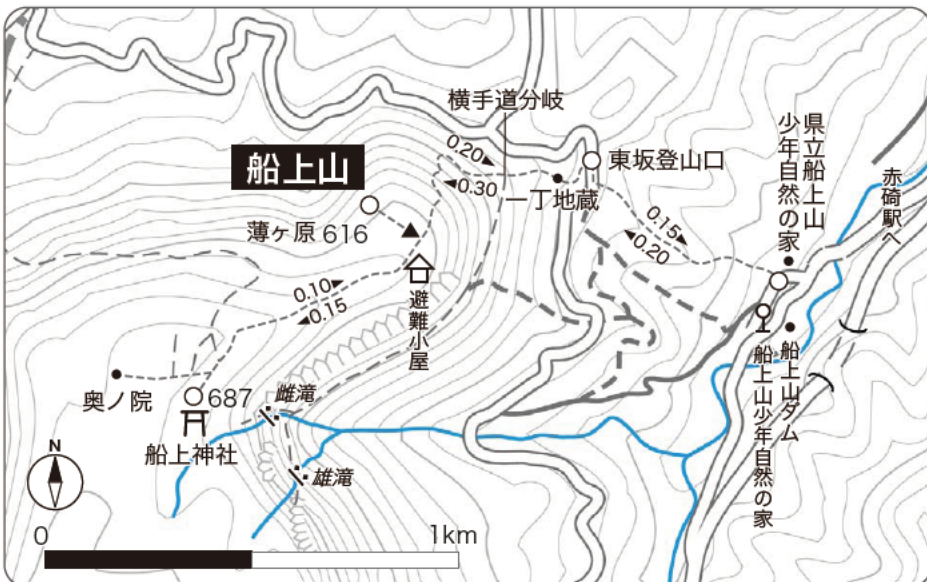 横手道分岐
県立船上山
少年自然の家
赤碕駅へ
0.20▶
◀0.30
東坂登山口
船上山
一丁地蔵
薄ヶ原 616
0.15▶
◀0.20
0.10▶
◀0.15
避難小屋
奥ノ院
687
雌滝
船上神社
雄滝
船上山ダム
船上山少年自然の家
N
0
1km